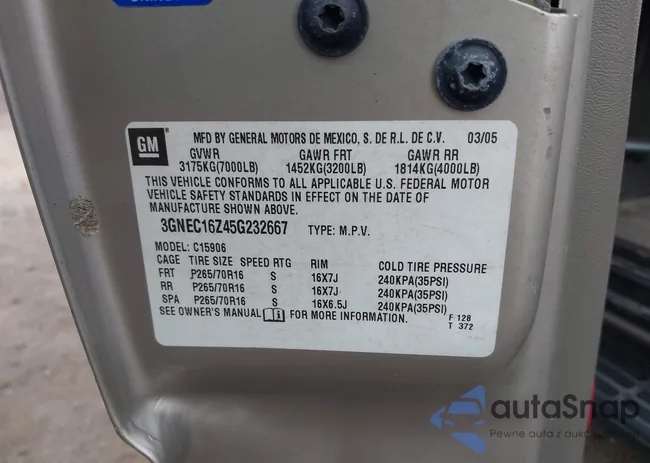 GM
MFD BY GENERAL MOTORS DE MEXICO, S. DE R.L. DE C.V. 03/05
GVWR GAWR FRT GAWR RR
3175KG(7000LB) 1452KG(3200LB) 1814KG(4000LB)
THIS VEHICLE CONFORMS TO ALL APPLICABLE U.S. FEDERAL MOTOR
VEHICLE SAFETY STANDARDS IN EFFECT ON THE DATE OF
MANUFACTURE SHOWN ABOVE.
3GNEC16Z45G232667 TYPE: M.P.V.
MODEL: C15906
CAGE TIRE SIZE SPEED RTG RIM COLD TIRE PRESSURE
FRT P265/70R16 S 16X7J 240KPA(35PSI)
RR P265/70R16 S 16X7J 240KPA(35PSI)
SPA P265/70R16 S 16X6.5J 240KPA(35PSI)
SEE OWNER'S MANUAL FOR MORE INFORMATION. F 128
T 372
autaSnap
Pewne auta z aukcji